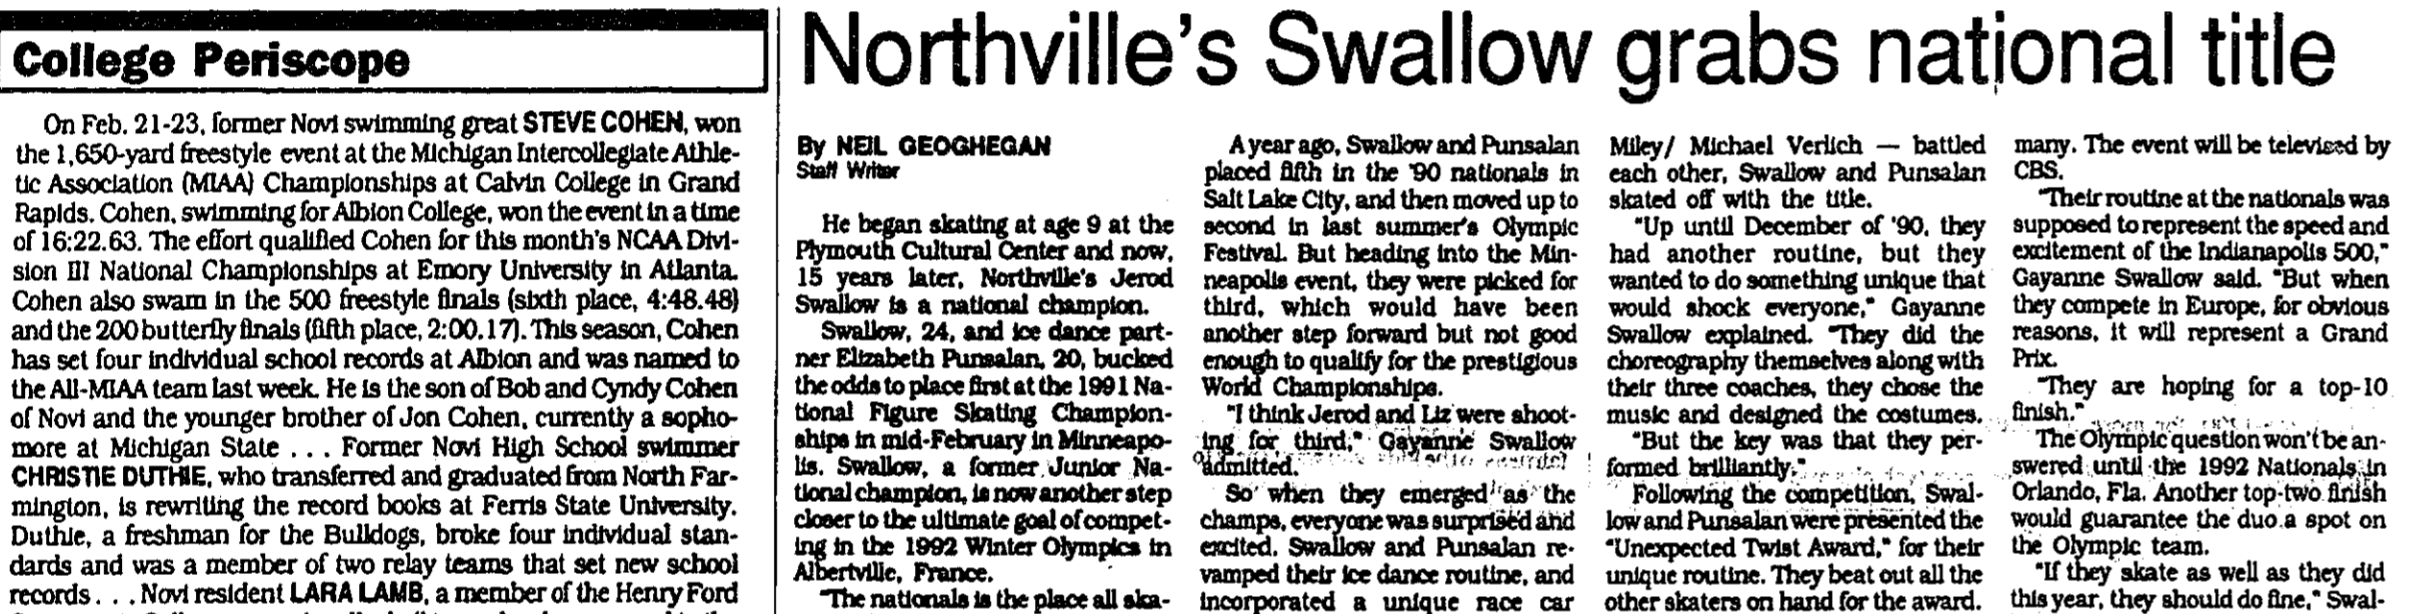 College Periscope
On Feb. 21-23, former Novi swimming great STEVE COHEN, won
the 1,650-yard freestyle event at the Michigan Intercollegiate Athle-
tic Association (MIAA) Championships at Calvin College in Grand
Rapids. Cohen, swimming for Albion College, won the event in a time
of 16:22.63. The effort qualified Cohen for this month's NCAA Divi-
sion III National Championships at Emory University in Atlanta.
Cohen also swam in the 500 freestyle finals (sixth place, 4:48.48)
and the 200 butterfly finals (fifth place, 2:00.17). This season, Cohen
has set four individual school records at Albion and was named to
the All-MIAA team last week. He is the son of Bob and Cyndy Cohen
of Novi and the younger brother of Jon Cohen, currently a sopho-
more at Michigan State . . . Former Novi High School swimmer
CHRISTIE DUTHIE, who transferred and graduated from North Far-
mington, is rewriting the record books at Ferris State University.
Duthie, a freshman for the Bulldogs, broke four individual stan-
dards and was a member of two relay teams that set new school
records . . . Novi resident LARA LAMB, a member of the Henry Ford
Northville's Swallow grabs national title
By NEIL GEOGHEGAN
Staff Writer
He began skating at age 9 at the
Plymouth Cultural Center and now,
15 years later, Northville's Jerod
Swallow is a national champion.
Swallow, 24, and ice dance part-
ner Elizabeth Punsalan, 20, bucked
the odds to place first at the 1991 Na-
tional Figure Skating Champion-
ships in mid-February in Minneapo-
lis. Swallow, a former Junior Na-
tional champion, is now another step
closer to the ultimate goal of compet-
ing in the 1992 Winter Olympics in
Albertville, France.
"The nationals is the place all ska-
A year ago, Swallow and Punsalan
placed fifth in the '90 nationals in
Salt Lake City, and then moved up to
second in last summer's Olympic
Festival. But heading into the Min-
neapolis event, they were picked for
third, which would have been
another step forward but not good
enough to qualify for the prestigious
World Championships.
"I think Jerod and Liz were shoot-
ing for third," Gayanne Swallow
admitted.
So when they emerged as the
champs, everyone was surprised and
excited. Swallow and Punsalan re-
vamped their ice dance routine, and
incorporated a unique race car
Miley/ Michael Verlich — battled
each other, Swallow and Punsalan
skated off with the title.
"Up until December of '90, they
had another routine, but they
wanted to do something unique that
would shock everyone," Gayanne
Swallow explained. "They did the
choreography themselves along with
their three coaches, they chose the
music and designed the costumes.
"But the key was that they per-
formed brilliantly."
Following the competition, Swal-
low and Punsalan were presented the
"Unexpected Twist Award," for their
unique routine. They beat out all the
other skaters on hand for the award.
many. The event will be televised by
CBS.
"Their routine at the nationals was
supposed to represent the speed and
excitement of the Indianapolis 500,"
Gayanne Swallow said. "But when
they compete in Europe, for obvious
reasons, it will represent a Grand
Prix.
"They are hoping for a top-10
finish."
The Olympic question won't be an-
swered until the 1992 Nationals in
Orlando, Fla. Another top-two finish
would guarantee the duo a spot on
the Olympic team.
"If they skate as well as they did
this year, they should do fine," Swal-